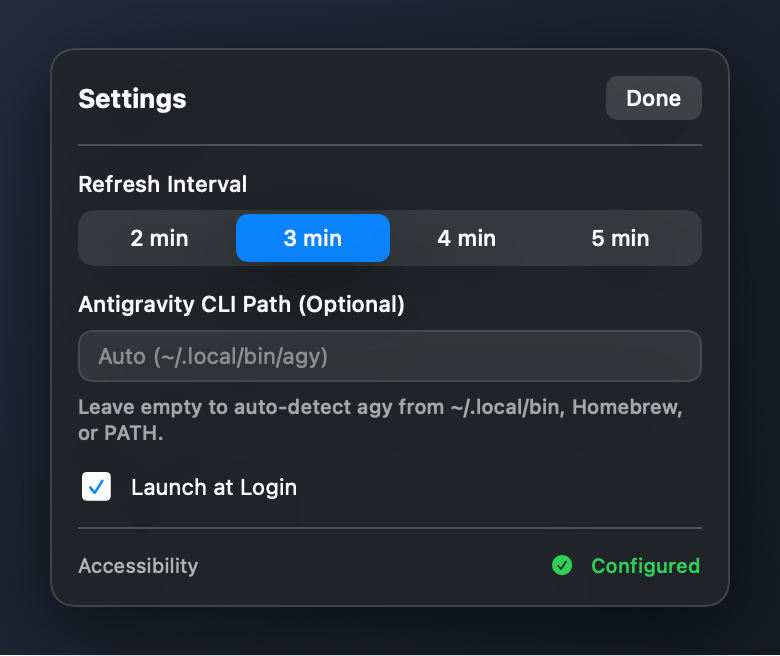 Settings
Done
Refresh Interval
2 min
3 min
4 min
5 min
Antigravity CLI Path (Optional)
Auto (~/.local/bin/agy)
Leave empty to auto-detect agy from ~/.local/bin, Homebrew,
or PATH.
Launch at Login
Accessibility
Configured